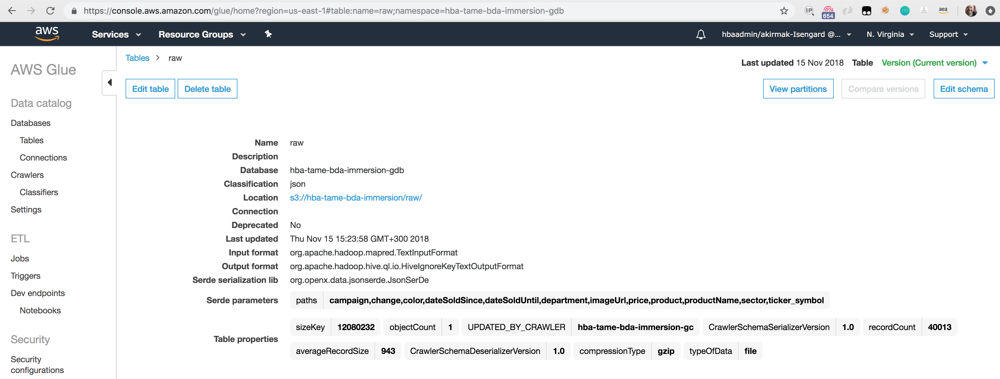 https://console.aws.amazon.com/glue/home?region=us-east-1#table:name=raw;namespace=hba-tame-bda-immersion-gdb
IP
654
m
aea
aws
Services
Resource Groups
hbaadmin/akirmak-Isengard @...
N. Virginia
Support
AWS Glue
Data catalog
Databases
Tables
Connections
Crawlers
Classifiers
Settings
ETL
Jobs
Triggers
Dev endpoints
Notebooks
Security
Security
configurations
Tables > raw
Last updated 15 Nov 2018 Table Version (Current version)
Edit table Delete table View partitions Compare versions Edit schema
Name raw
Description
Database hba-tame-bda-immersion-gdb
Classification json
Location s3://hba-tame-bda-immersion/raw/
Connection
Deprecated No
Last updated Thu Nov 15 15:23:58 GMT+300 2018
Input format org.apache.hadoop.mapred.TextInputFormat
Output format org.apache.hadoop.hive.ql.io.HiveIgnoreKeyTextOutputFormat
Serde serialization lib org.openx.data.jsonserde.JsonSerDe
Serde parameters paths campaign,change,color,dateSoldSince,dateSoldUntil,department,imageUrl,price,product,productName,sector,ticker_symbol
Table properties
sizeKey 12080232 objectCount 1 UPDATED_BY_CRAWLER hba-tame-bda-immersion-gc CrawlerSchemaSerializerVersion 1.0 recordCount 40013
averageRecordSize 943 CrawlerSchemaDeserializerVersion 1.0 compressionType gzip typeOfData file